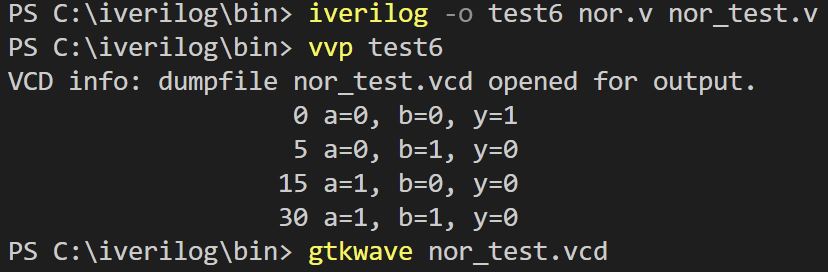 PS C:\iverilog\bin> iverilog -o test6 nor.v nor_test.v
PS C:\iverilog\bin> vvp test6
VCD info: dumpfile nor_test.vcd opened for output.
                   0 a=0, b=0, y=1
                   5 a=0, b=1, y=0
                  15 a=1, b=0, y=0
                  30 a=1, b=1, y=0
PS C:\iverilog\bin> gtkwave nor_test.vcd